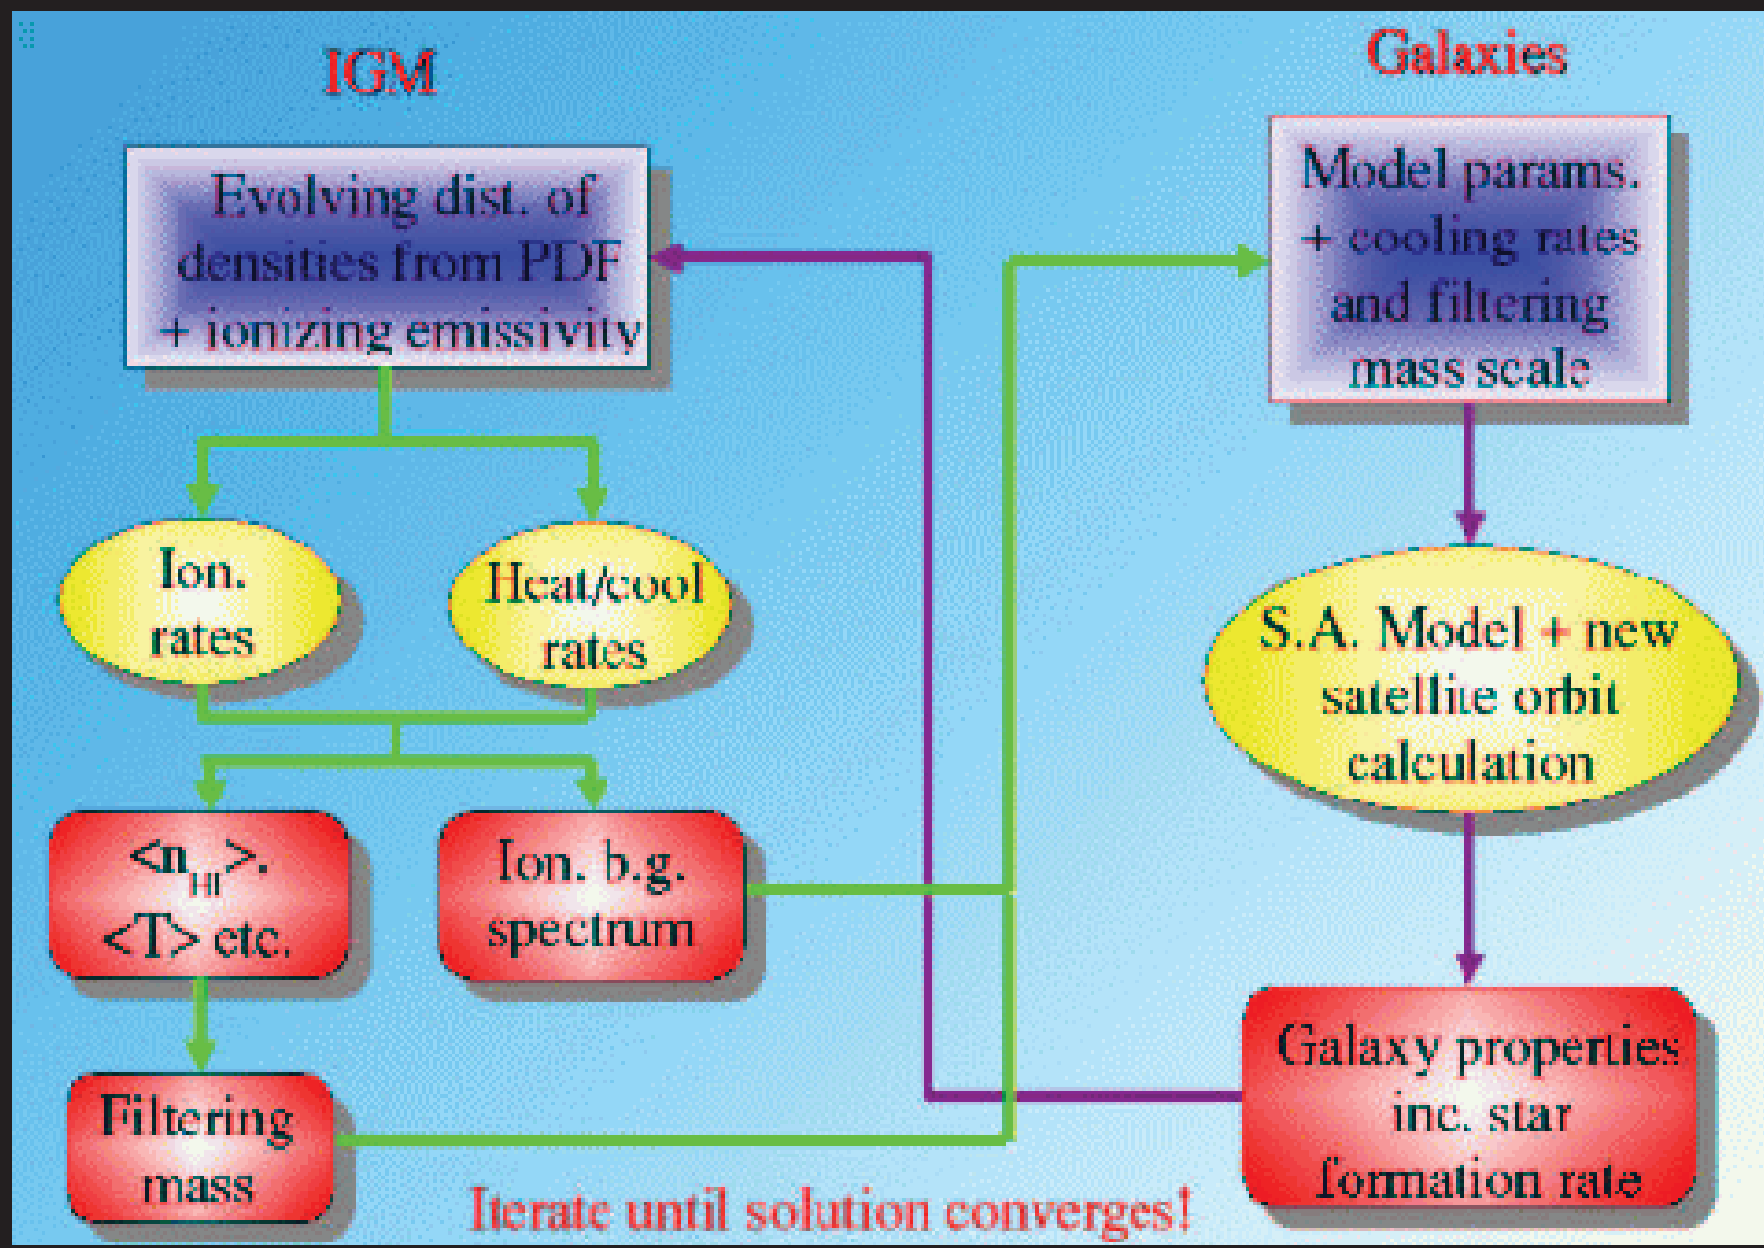 IGM
Evolving dist. of
densities from PDF
+ ionizing emissivity
Ion.
rates
Heat/cool
rates
<n_HI>.
<T> etc.
Ion. b.g.
spectrum
Filtering
mass
Galaxies
Model params.
+ cooling rates
and filtering
mass scale
S.A. Model + new
satellite orbit
calculation
Galaxy properties
inc. star
formation rate
Iterate until solution converges!